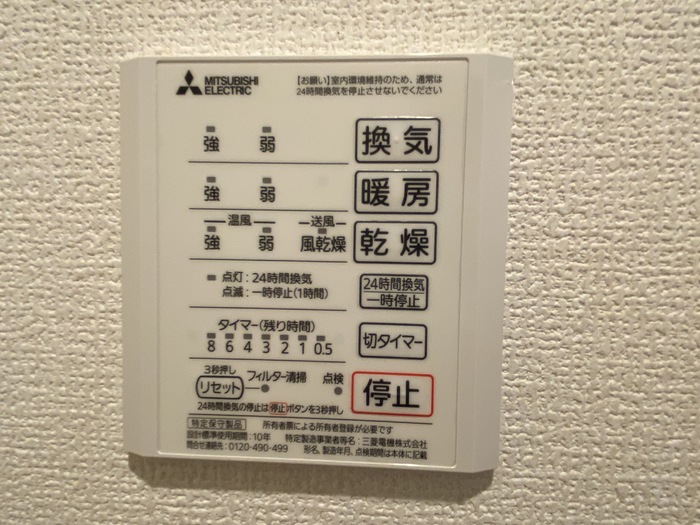 MITSUBISHI
ELECTRIC
【お願い】室内環境維持のため、通常は
24時間換気を停止させないでください
強 弱 換気
強 弱 暖房
温風 送風
強 弱 風乾燥 乾燥
点灯:24時間換気
点滅:一時停止(1時間)
24時間換気
一時停止
タイマー(残り時間)
8 6 4 3 2 1 0.5
切タイマー
3秒押し
リセット フィルター清掃 点検
停止
24時間換気の停止は停止ボタンを3秒押し
特定保守製品 所有者票による所有者登録が必要です
設計標準使用期間:10年 特定製造事業者等名:三菱電機株式会社
問合せ連絡先:0120-490-499 形名、製造年月、点検期間は本体に記載